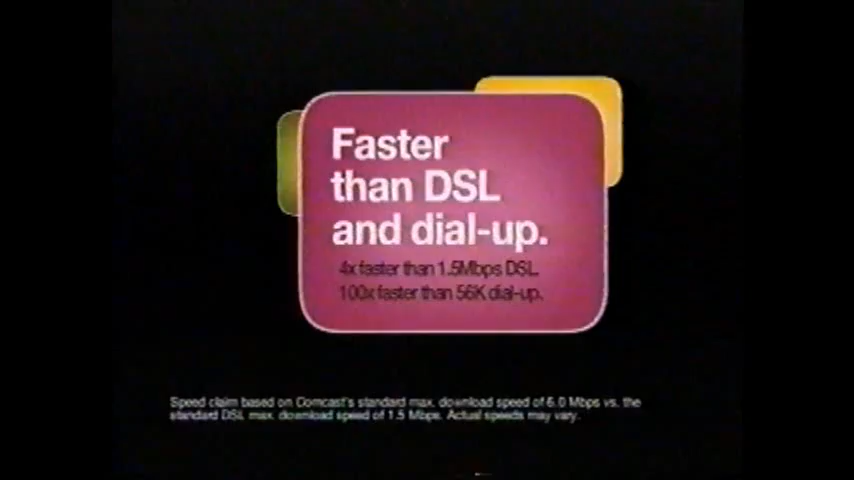 Faster
than DSL
and dial-up.
4x faster than 1.5Mbps DSL.
100x faster than 56K dial-up.
Speed claim based on Comcast's standard max. download speed of 6.0 Mbps vs. the
standard DSL max. download speed of 1.5 Mbps. Actual speeds may vary.